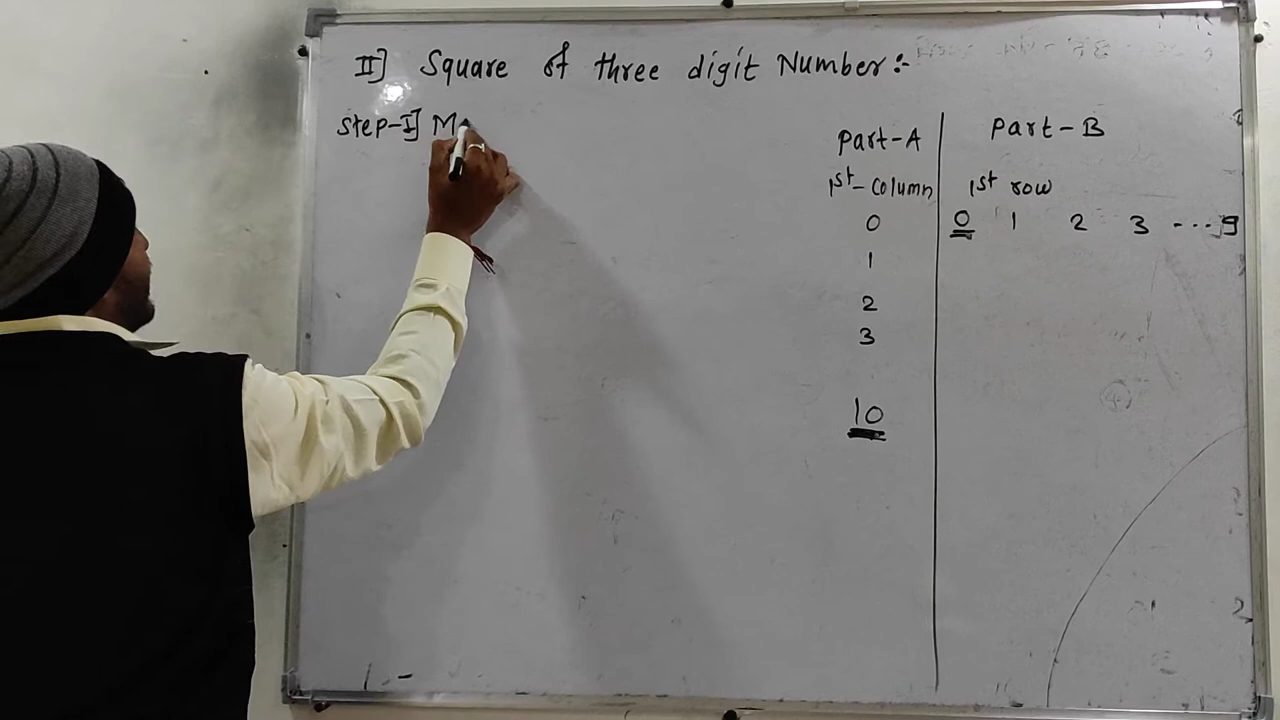 II] Square of three digit Number:-
Step-I] M
Part-A
Part-B
1st-Column
1st row
0
0 1 2 3 ---- 9
1
2
3
10